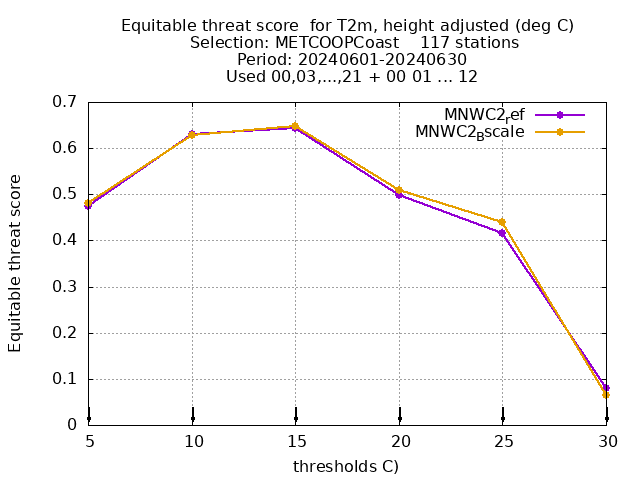 Equitable threat score  for T2m, height adjusted (deg C)
Selection: METCOOPCoast    117 stations
Period: 20240601-20240630
Used 00,03,...,21 + 00 01 ... 12
MNWC2_ref
MNWC2_Bscale
0.7
0.6
0.5
0.4
0.3
0.2
0.1
0
Equitable threat score
5
10
15
20
25
30
thresholds C)